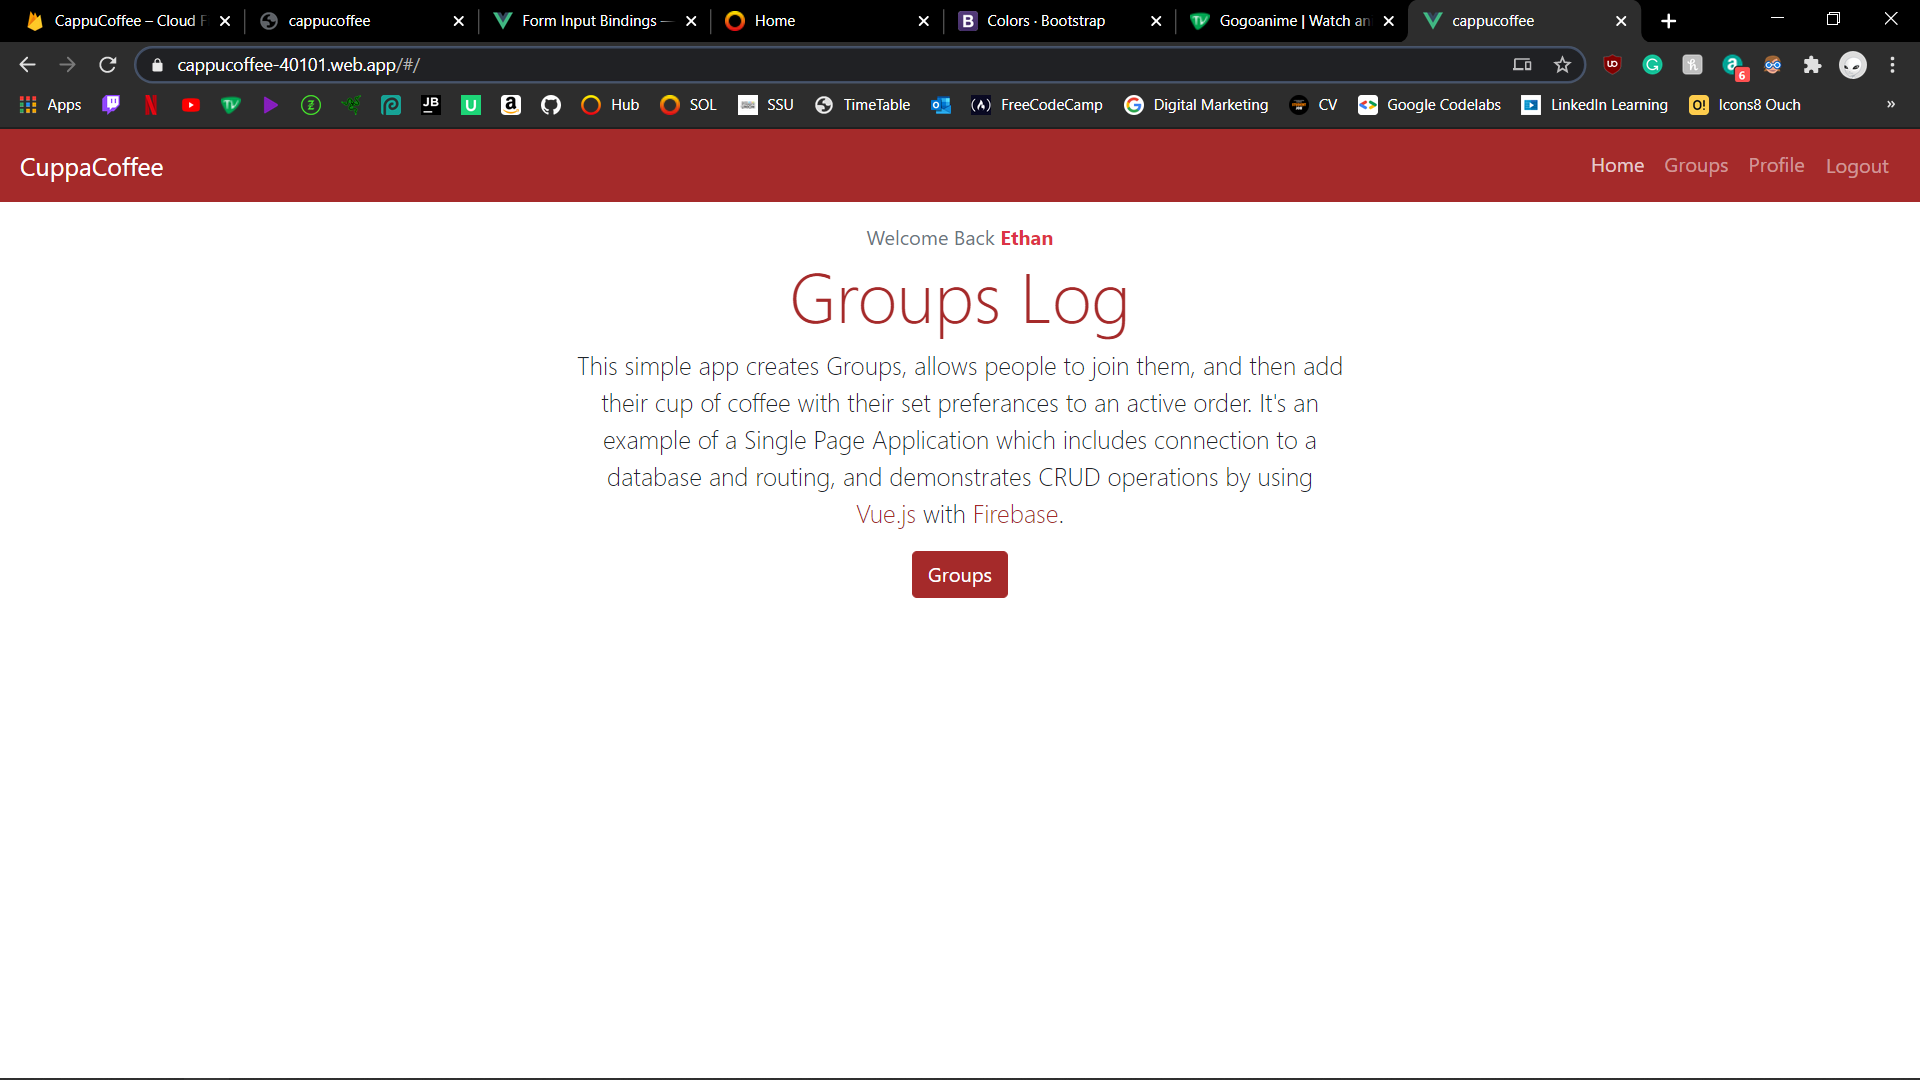 CappuCoffee – Cloud F
cappucoffee
Form Input Bindings —
Home
Colors · Bootstrap
Gogoanime | Watch an
cappucoffee
cappucoffee-40101.web.app/#/
6
Apps
JB
U
a
Hub
SOL
SSU
TimeTable
FreeCodeCamp
Digital Marketing
CV
Google Codelabs
LinkedIn Learning
O!
Icons8 Ouch
»
CuppaCoffee
Home
Groups
Profile
Logout
Welcome Back Ethan
Groups Log
This simple app creates Groups, allows people to join them, and then add
their cup of coffee with their set preferances to an active order. It's an
example of a Single Page Application which includes connection to a
database and routing, and demonstrates CRUD operations by using
Vue.js with Firebase.
Groups